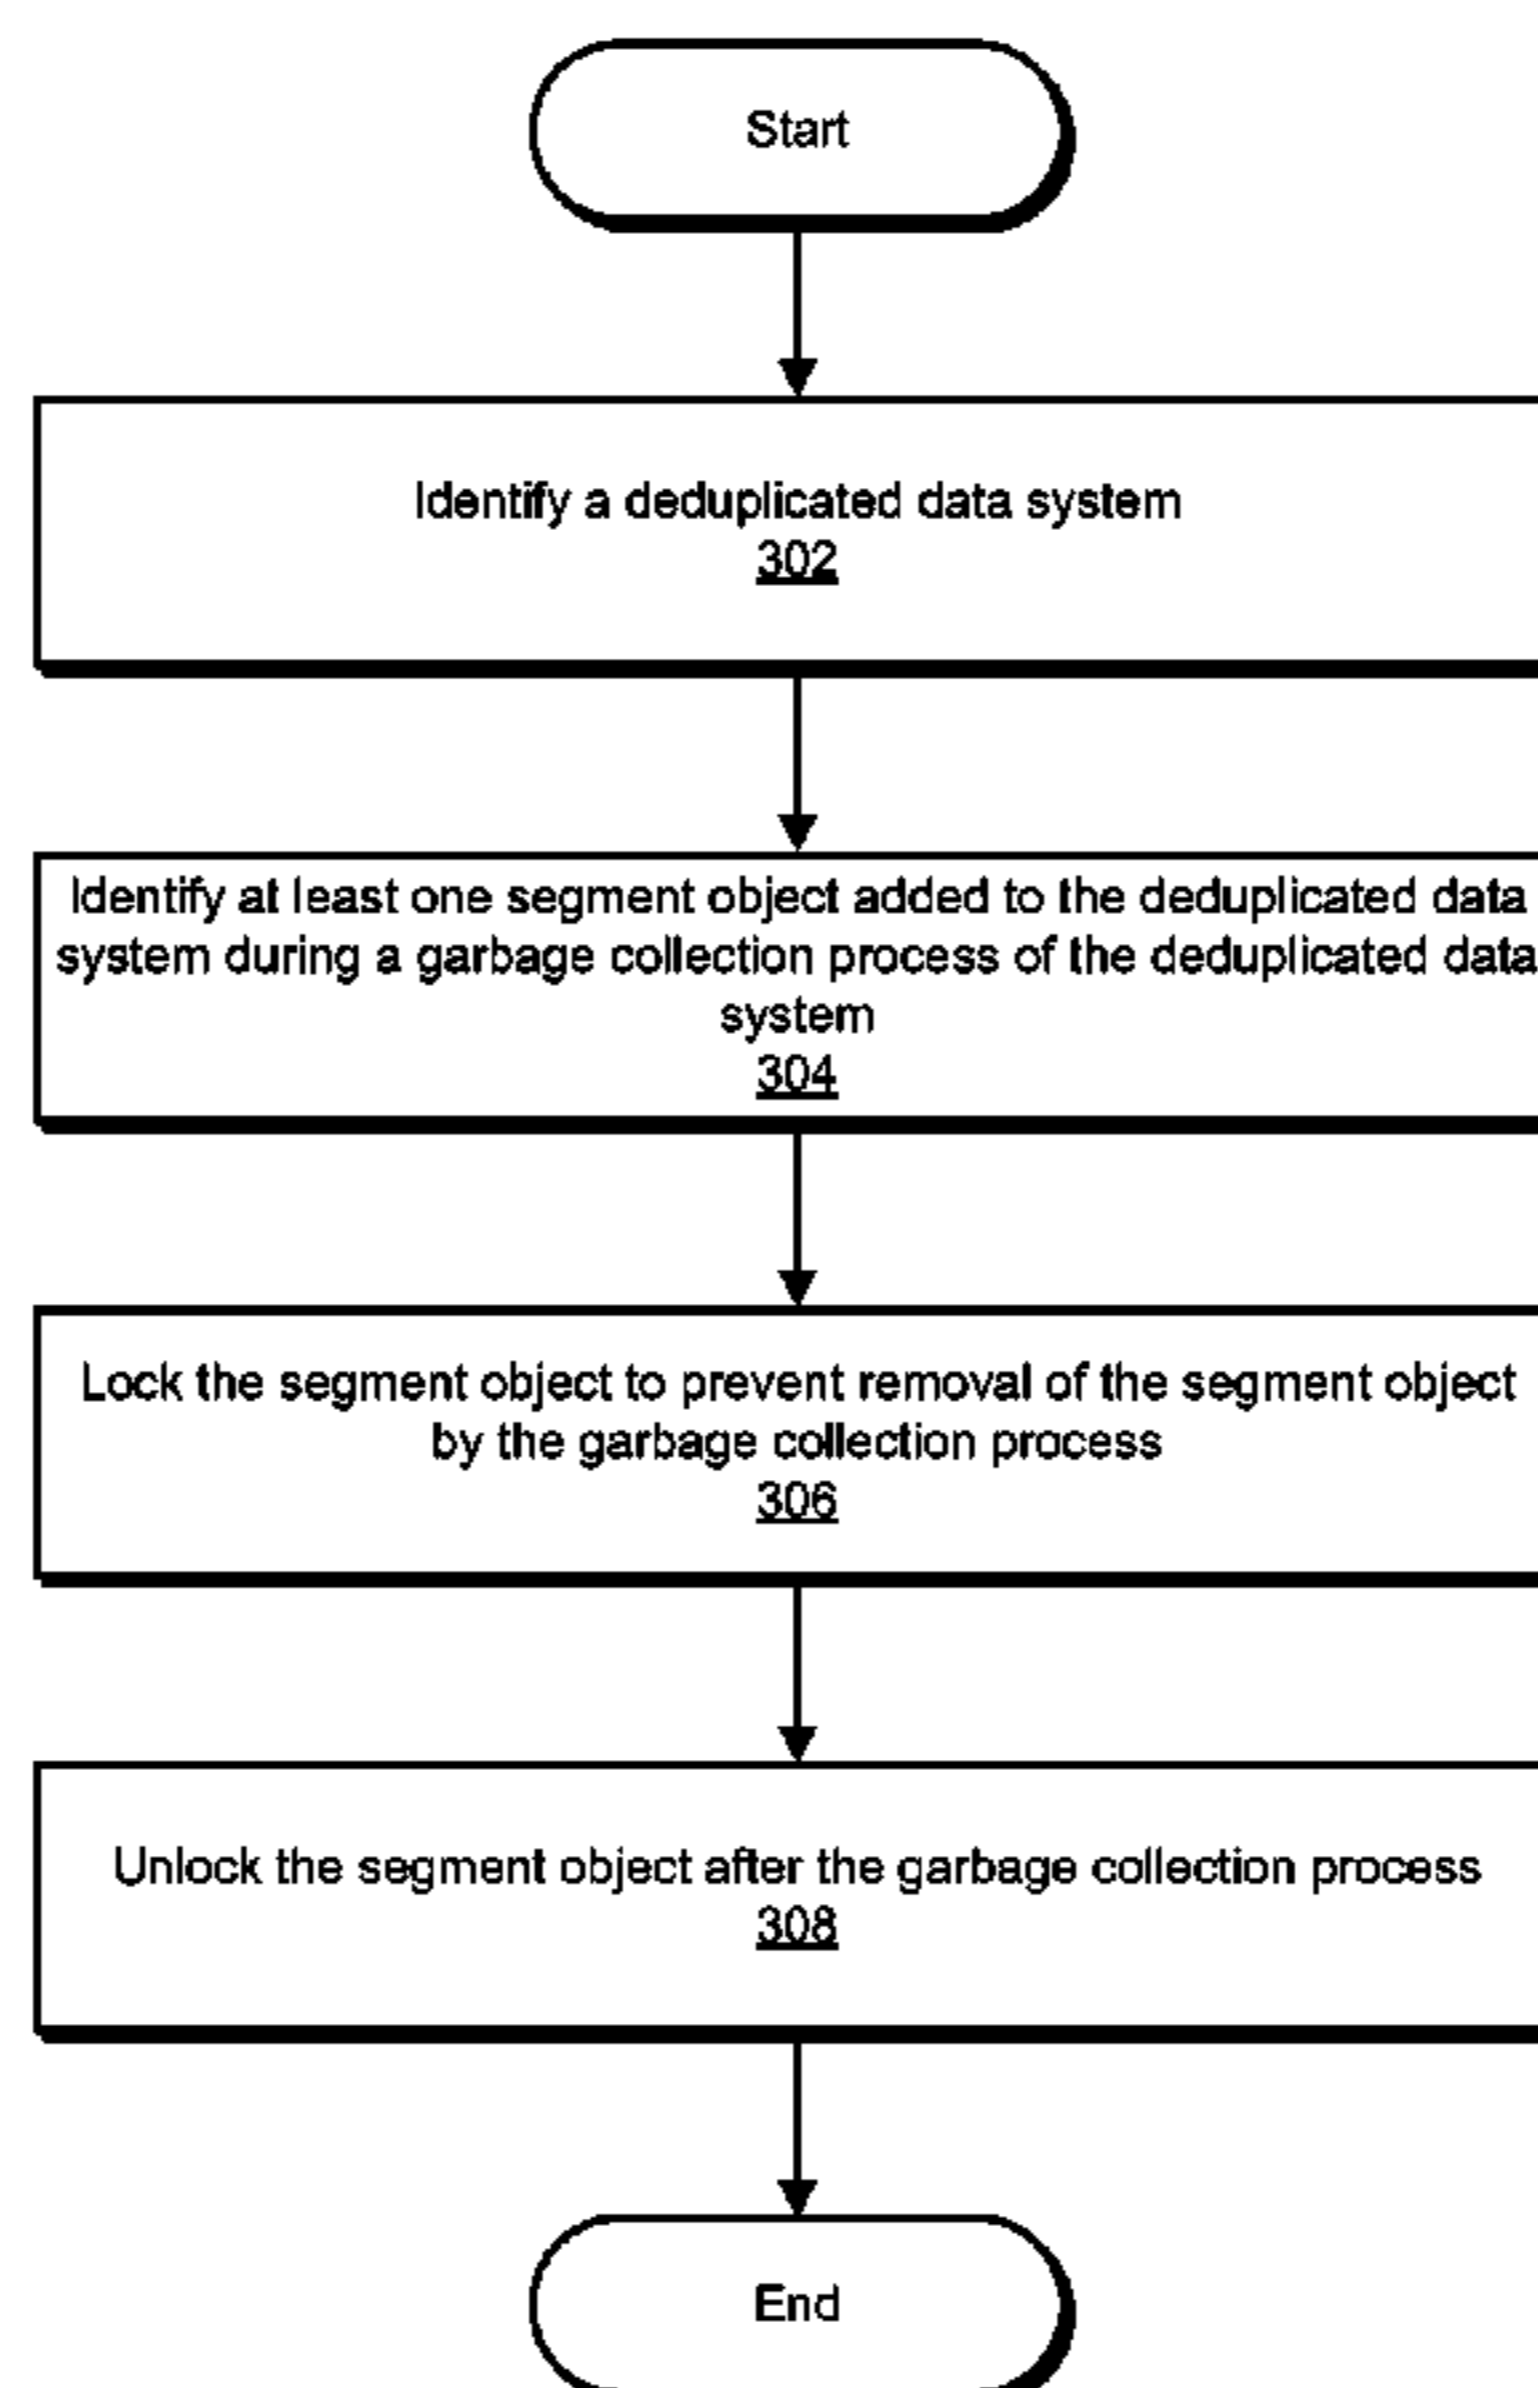 Start
Identify a deduplicated data system
302
Identify at least one segment object added to the deduplicated data
system during a garbage collection process of the deduplicated data
system
304
Lock the segment object to prevent removal of the segment object
by the garbage collection process
306
Unlock the segment object after the garbage collection process
308
End